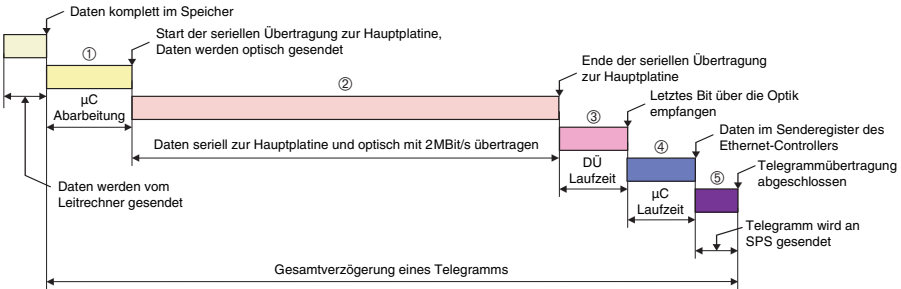 Daten komplett im Speicher
Start der seriellen Übertragung zur Hauptplatine,
Daten werden optisch gesendet
①
Ende der seriellen Übertragung
zur Hauptplatine
②
µC
Abarbeitung
Letztes Bit über die Optik
empfangen
③
Daten im Senderegister des
Ethernet-Controllers
Daten seriell zur Hauptplatine und optisch mit 2MBit/s übertragen
④
DÜ
Laufzeit
Telegrammübertragung
abgeschlossen
⑤
Daten werden vom
Leitrechner gesendet
µC
Laufzeit
Telegramm wird an
SPS gesendet
Gesamtverzögerung eines Telegramms